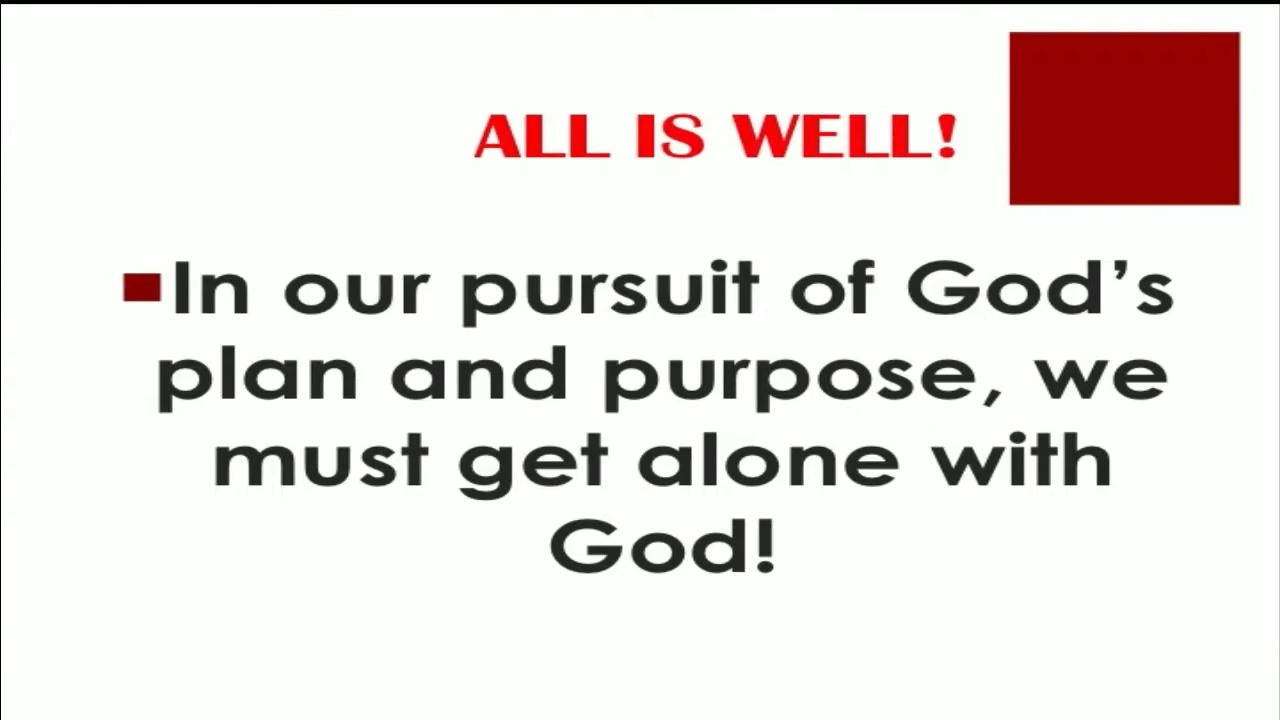 ALL IS WELL!
In our pursuit of God’s
plan and purpose, we
must get alone with
God!